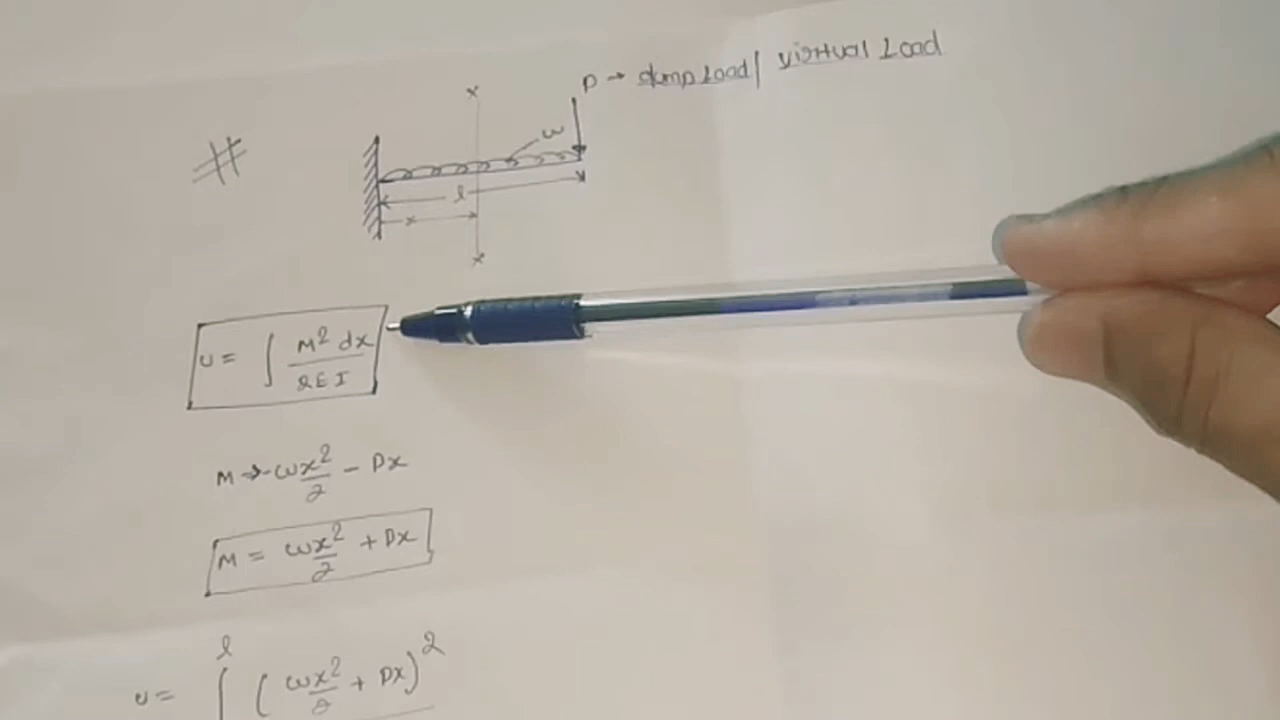 P → dump Load / virtual Load
#
x
w
l
x
x
U = ∫ M² dx / 2EI
M → -wx²/2 - Px
M = wx²/2 + Px
U = ∫ l (wx²/2 + Px)²